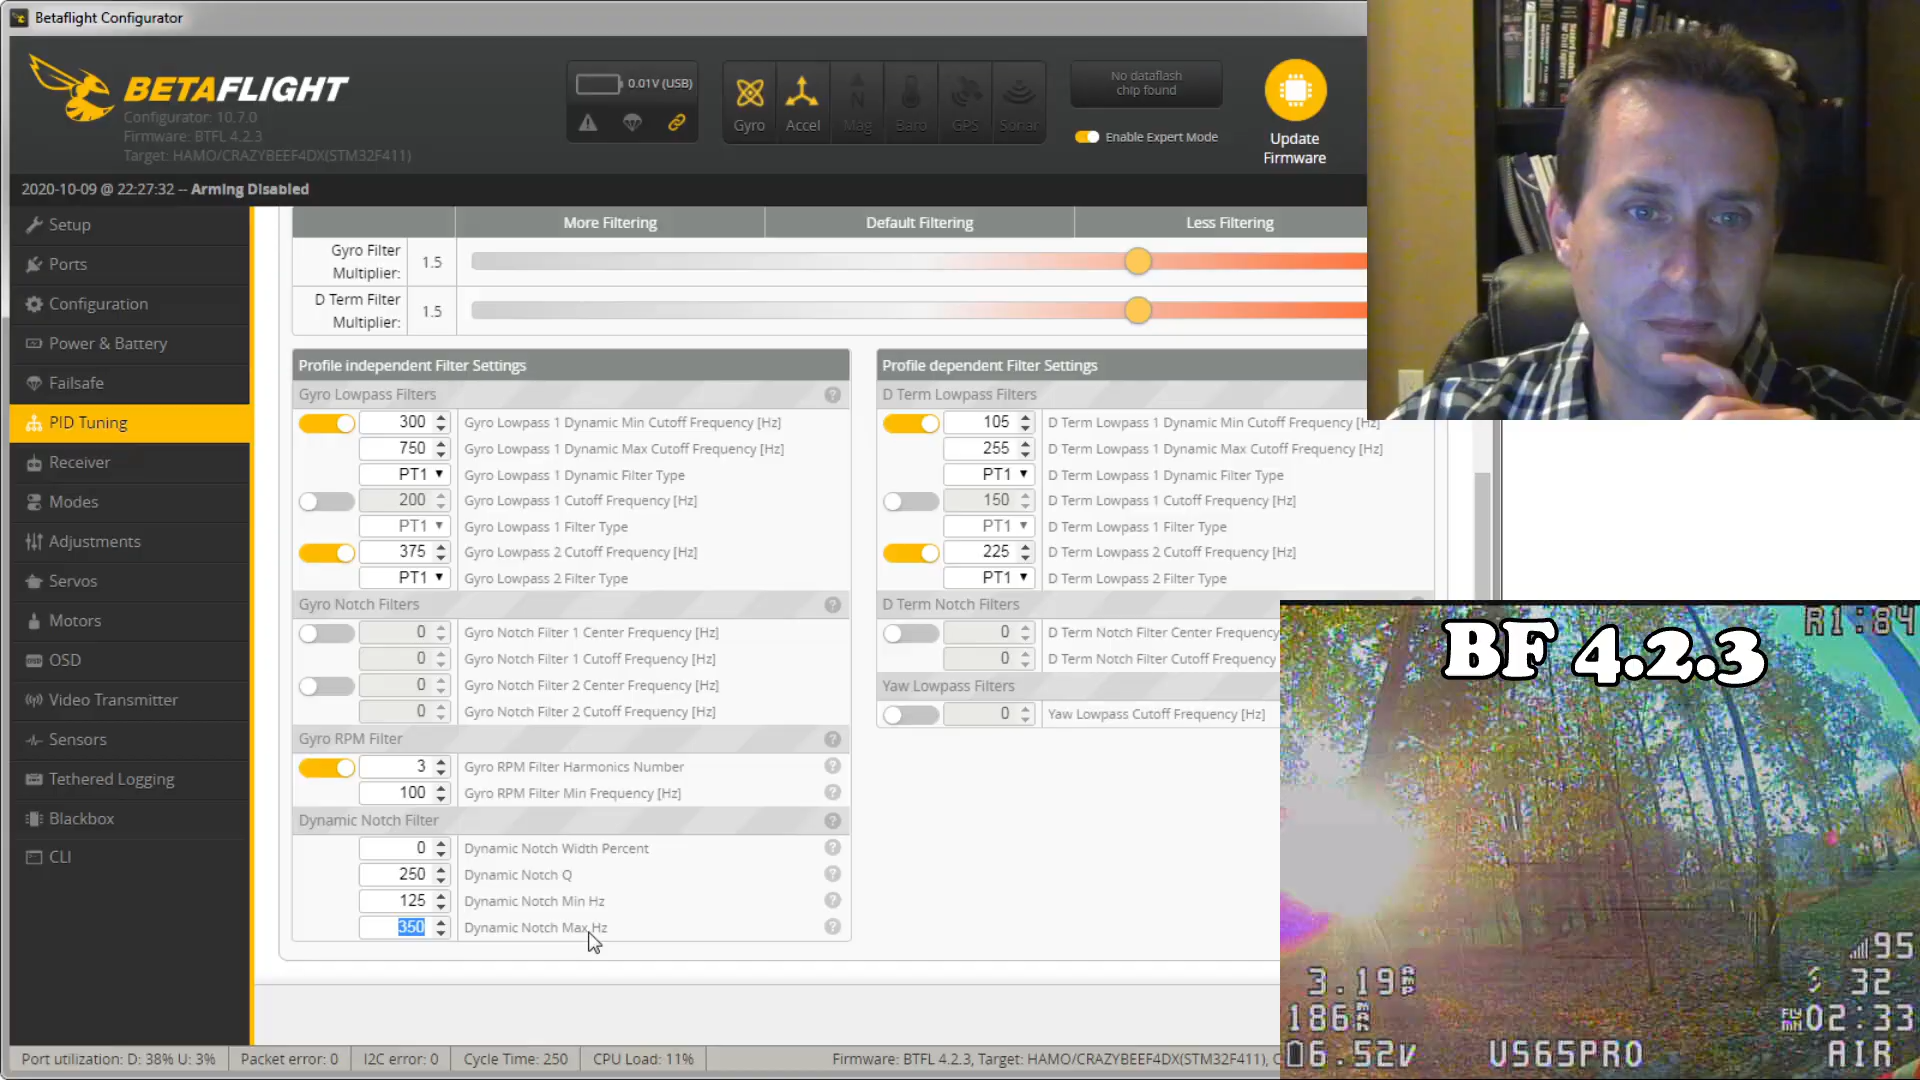 Betaflight Configurator
BETAFLIGHT
Configurator: 10.7.0
Firmware: BTFL 4.2.3
Target: HAMO/CRAZYBEEF4DX(STM32F411)
0.01V (USB)
Gyro Accel Mag Baro GPS Sonar
No dataflash
chip found
Enable Expert Mode
Update
Firmware
2020-10-09 @ 22:27:32 -- Arming Disabled
Setup
Ports
Configuration
Power & Battery
Failsafe
PID Tuning
Receiver
Modes
Adjustments
Servos
Motors
OSD
Video Transmitter
Sensors
Tethered Logging
Blackbox
CLI
More Filtering Default Filtering Less Filtering
Gyro Filter
Multiplier: 1.5
D Term Filter
Multiplier: 1.5
Profile independent Filter Settings
Gyro Lowpass Filters
300 Gyro Lowpass 1 Dynamic Min Cutoff Frequency [Hz]
750 Gyro Lowpass 1 Dynamic Max Cutoff Frequency [Hz]
PT1 Gyro Lowpass 1 Dynamic Filter Type
200 Gyro Lowpass 1 Cutoff Frequency [Hz]
PT1 Gyro Lowpass 1 Filter Type
375 Gyro Lowpass 2 Cutoff Frequency [Hz]
PT1 Gyro Lowpass 2 Filter Type
Gyro Notch Filters
0 Gyro Notch Filter 1 Center Frequency [Hz]
0 Gyro Notch Filter 1 Cutoff Frequency [Hz]
0 Gyro Notch Filter 2 Center Frequency [Hz]
0 Gyro Notch Filter 2 Cutoff Frequency [Hz]
Gyro RPM Filter
3 Gyro RPM Filter Harmonics Number
100 Gyro RPM Filter Min Frequency [Hz]
Dynamic Notch Filter
0 Dynamic Notch Width Percent
250 Dynamic Notch Q
125 Dynamic Notch Min Hz
350 Dynamic Notch Max Hz
Profile dependent Filter Settings
D Term Lowpass Filters
105 D Term Lowpass 1 Dynamic Min Cutoff Frequency [Hz]
255 D Term Lowpass 1 Dynamic Max Cutoff Frequency [Hz]
PT1 D Term Lowpass 1 Dynamic Filter Type
150 D Term Lowpass 1 Cutoff Frequency [Hz]
PT1 D Term Lowpass 1 Filter Type
225 D Term Lowpass 2 Cutoff Frequency [Hz]
PT1 D Term Lowpass 2 Filter Type
D Term Notch Filters
0 D Term Notch Filter Center Frequency
0 D Term Notch Filter Cutoff Frequency
Yaw Lowpass Filters
0 Yaw Lowpass Cutoff Frequency [Hz]
R1:84
BF 4.2.3
95
3.19 AMP
32
186 MAH
FLY MN 02:33
06.52V VS65PRO AIR
Port utilization: D: 38% U: 3% Packet error: 0 I2C error: 0 Cycle Time: 250 CPU Load: 11% Firmware: BTFL 4.2.3, Target: HAMO/CRAZYBEEF4DX(STM32F411), C